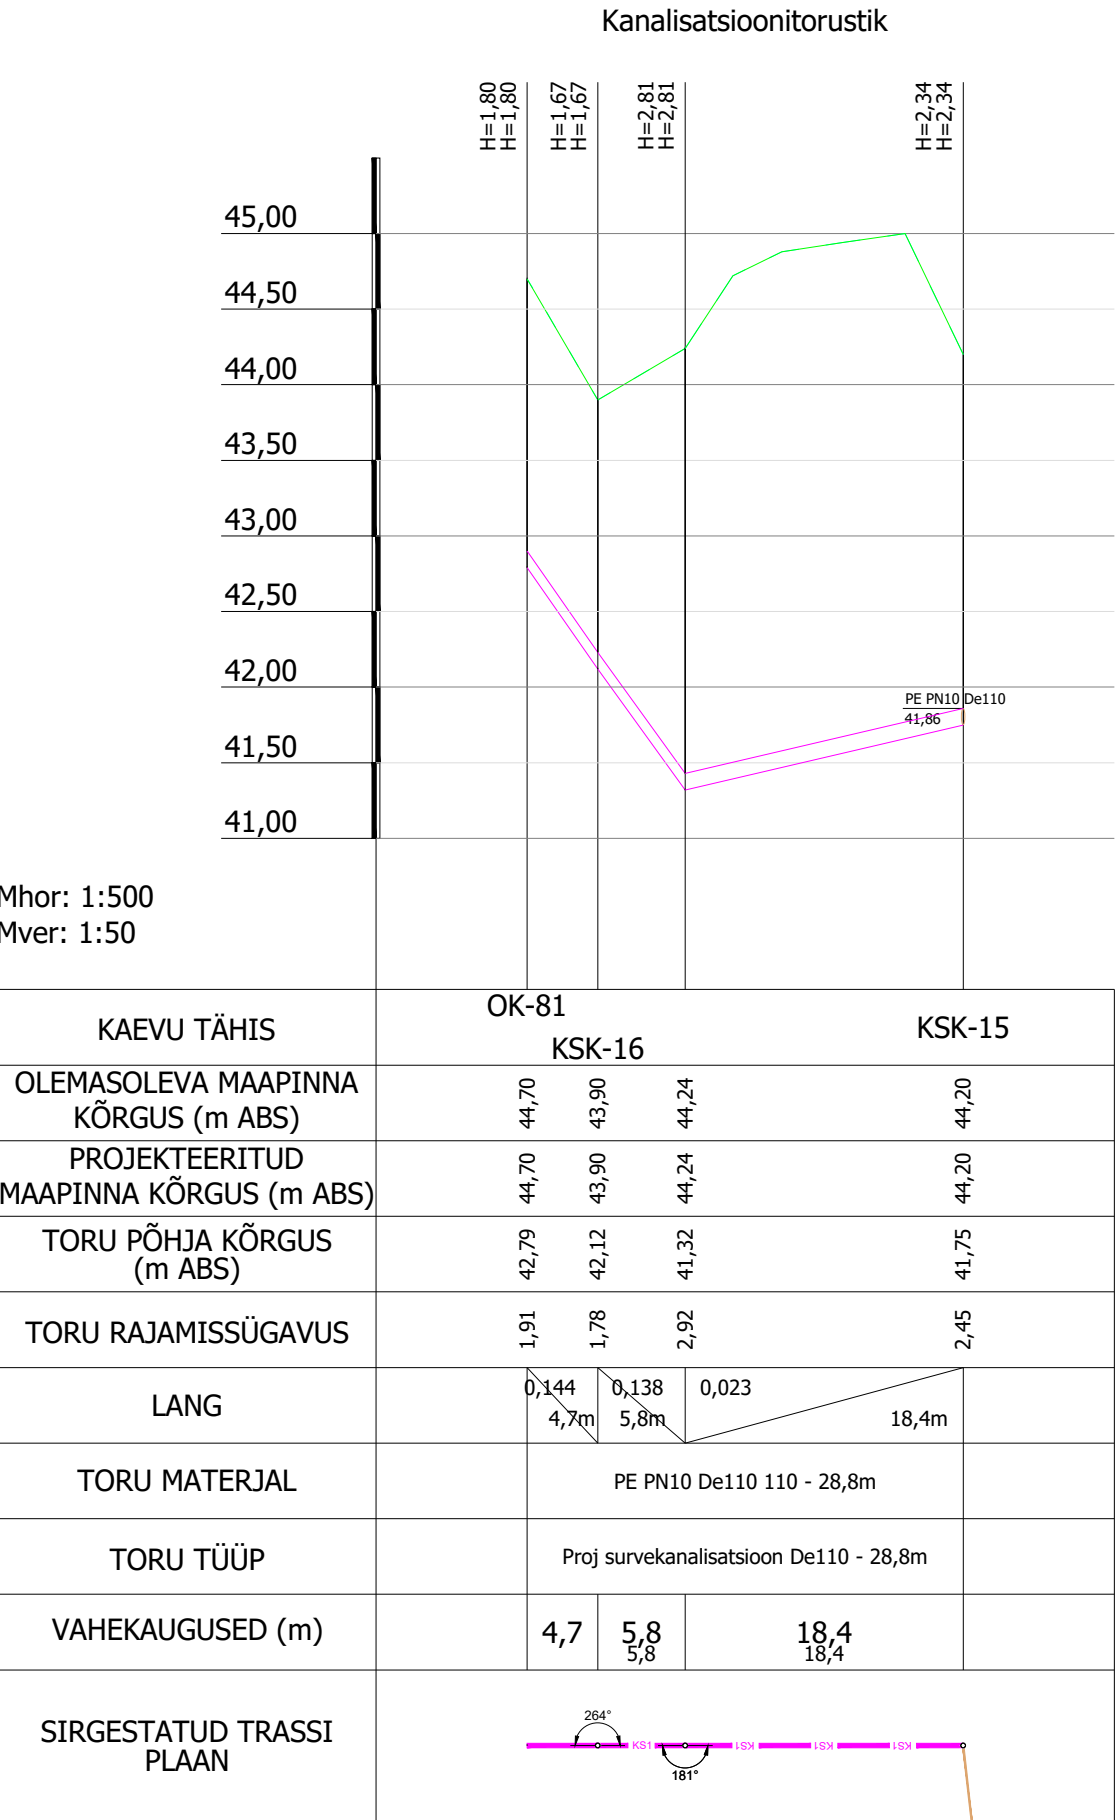 Kanalisatsioonitorustik
H=1,80
H=1,80
H=1,67
H=1,67
H=2,81
H=2,81
H=2,34
H=2,34
45,00
44,50
44,00
43,50
43,00
42,50
42,00
41,50
41,00
PE PN10 De110
41,86
Mhor: 1:500
Mver: 1:50
KAEVU TÄHIS
OK-81
KSK-16
KSK-15
OLEMASOLEVA MAAPINNA
KÕRGUS (m ABS)
44,70
43,90
44,24
44,20
PROJEKTEERITUD
MAAPINNA KÕRGUS (m ABS)
44,70
43,90
44,24
44,20
TORU PÕHJA KÕRGUS
(m ABS)
42,79
42,12
41,32
41,75
TORU RAJAMISSÜGAVUS
1,91
1,78
2,92
2,45
LANG
0,144
4,7m
0,138
5,8m
0,023
18,4m
TORU MATERJAL
PE PN10 De110 110 - 28,8m
TORU TÜÜP
Proj survekanalisatsioon De110 - 28,8m
VAHEKAUGUSED (m)
4,7
5,8
5,8
18,4
18,4
SIRGESTATUD TRASSI
PLAAN
264°
KS1
181°
KS1
KS1
KS1